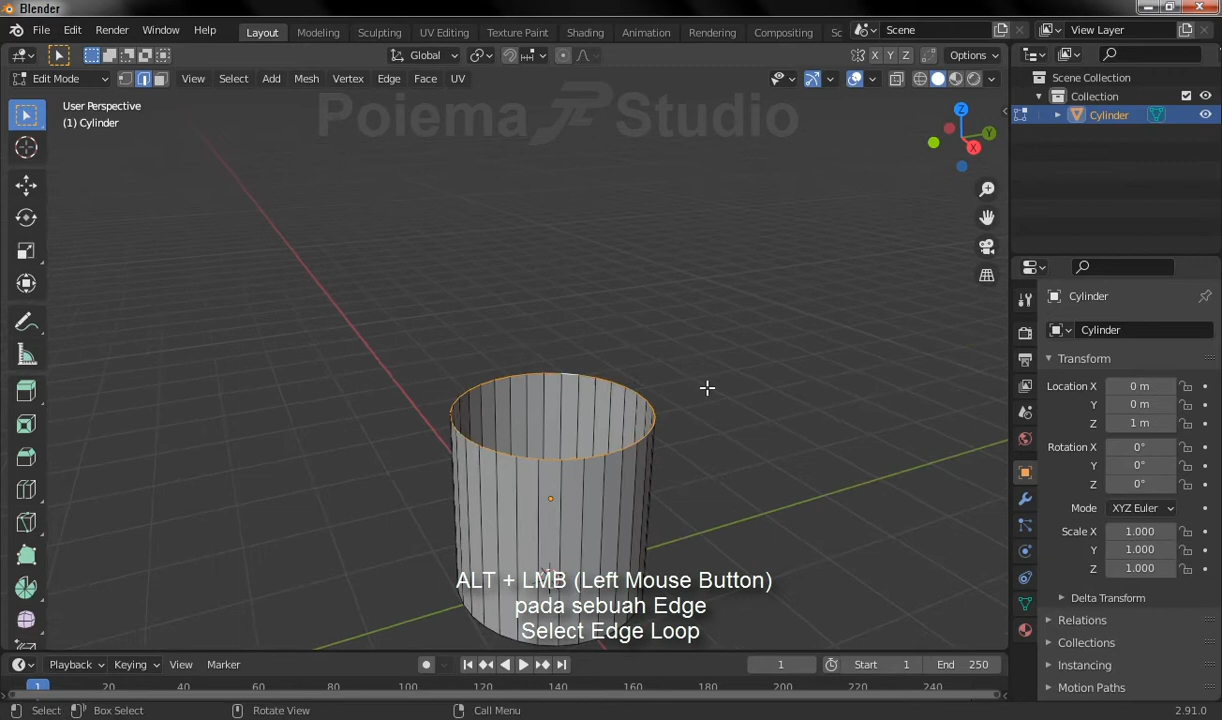 Blender
File
Edit
Render
Window
Help
Layout
Modeling
Sculpting
UV Editing
Texture Paint
Shading
Animation
Rendering
Compositing
Sc
Scene
View Layer
Global
X
Y
Z
Options
Edit Mode
View
Select
Add
Mesh
Vertex
Edge
Face
UV
Scene Collection
Collection
Cylinder
User Perspective
(1) Cylinder
Poiema Studio
Z
Y
X
Cylinder
Cylinder
Transform
Location X 0 m
Y 0 m
Z 1 m
Rotation X 0°
Y 0°
Z 0°
Mode XYZ Euler
Scale X 1.000
Y 1.000
Z 1.000
Delta Transform
Relations
Collections
Instancing
Motion Paths
ALT + LMB (Left Mouse Button)
pada sebuah Edge
Select Edge Loop
Playback
Keying
View
Marker
1
Start 1
End 250
1 20 40 60 80 100 120 140 160 180 200 220 240
Select
Box Select
Rotate View
Call Menu
2.91.0